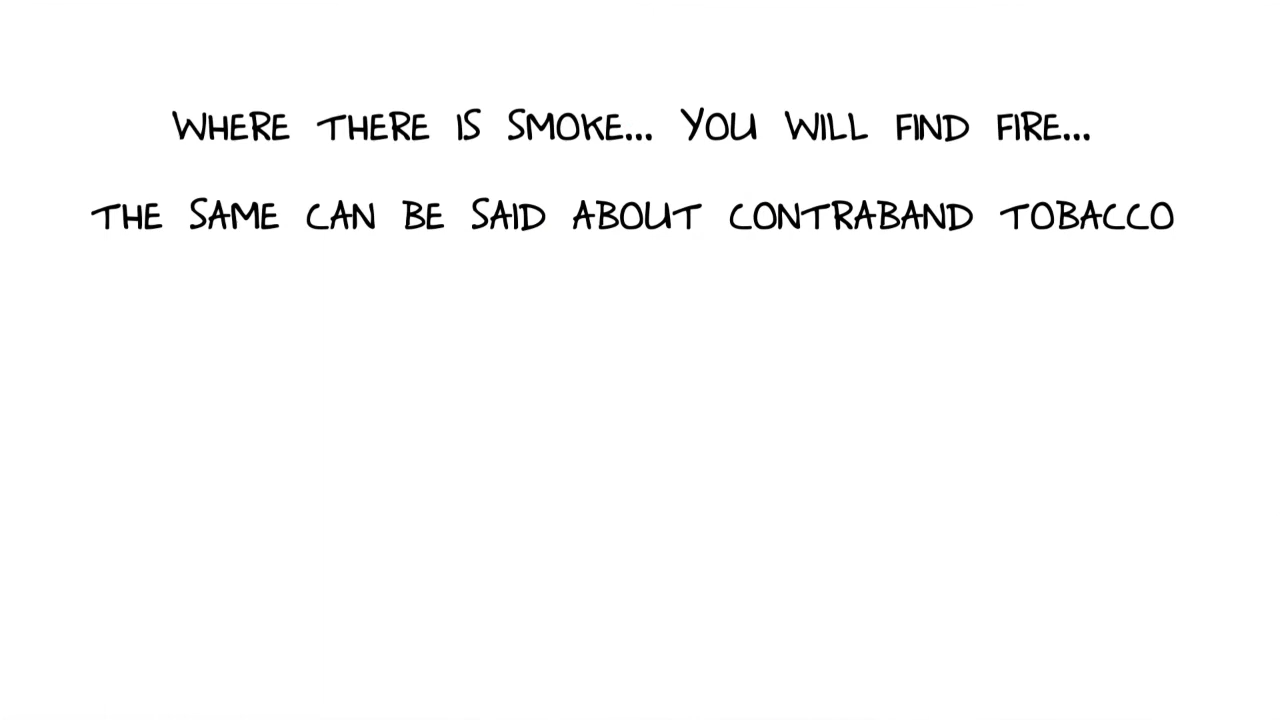 WHERE THERE IS SMOKE... YOU WILL FIND FIRE...
THE SAME CAN BE SAID ABOUT CONTRABAND TOBACCO